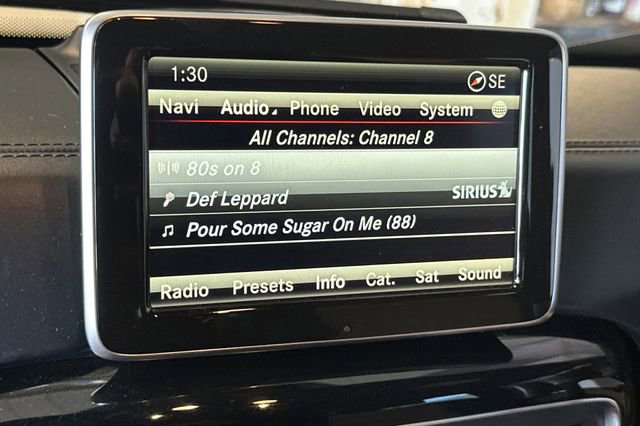 1:30 SE
Navi Audio Phone Video System
All Channels: Channel 8
80s on 8
Def Leppard SIRIUS
Pour Some Sugar On Me (88)
Radio Presets Info Cat. Sat Sound